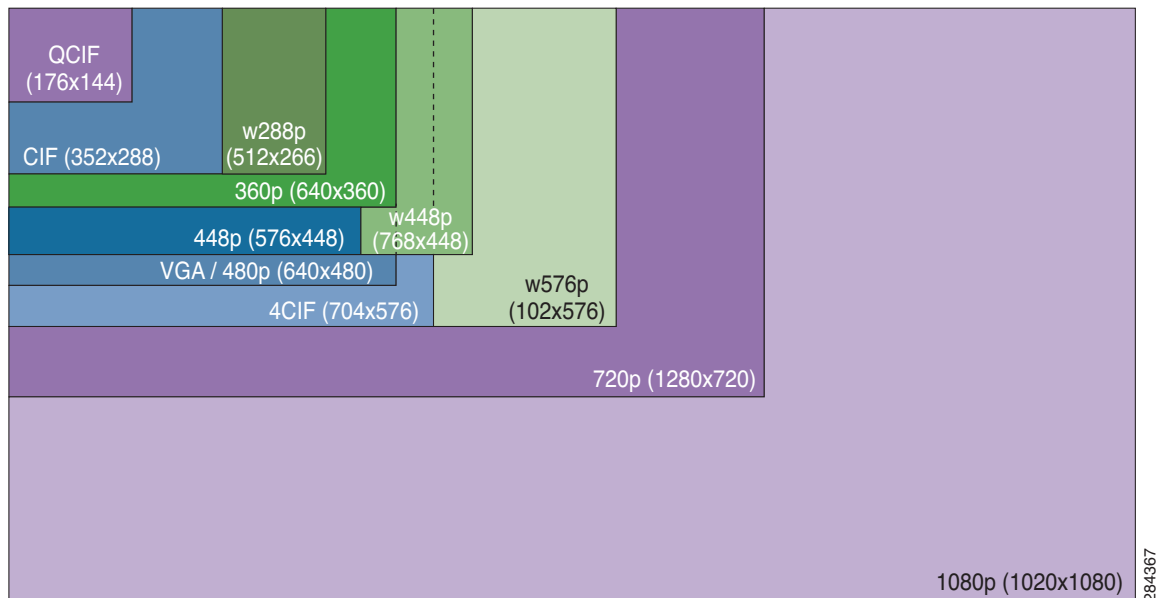 QCIF
(176x144)
CIF (352x288)
w288p
(512x266)
360p (640x360)
448p (576x448)
w448p
(768x448)
VGA / 480p (640x480)
4CIF (704x576)
w576p
(102x576)
720p (1280x720)
1080p (1020x1080)
284367